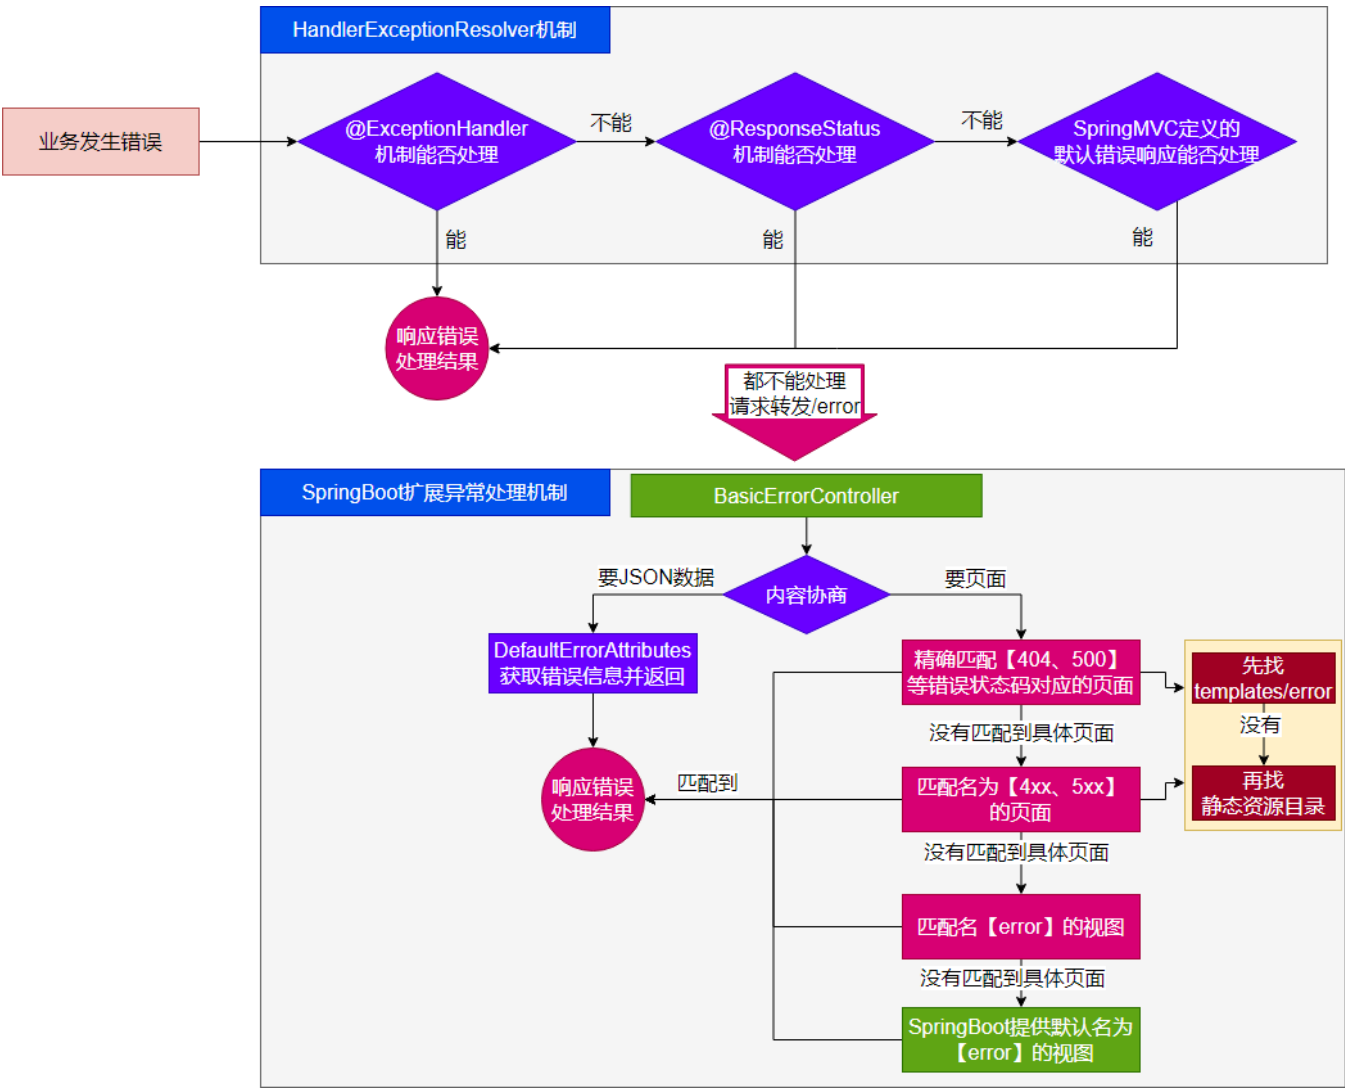 HandlerExceptionResolver机制
业务发生错误
@ExceptionHandler
机制能否处理
不能
@ResponseStatus
机制能否处理
不能
SpringMVC定义的
默认错误响应能否处理
能
能
能
响应错误
处理结果
都不能处理
请求转发/error
SpringBoot扩展异常处理机制
BasicErrorController
要JSON数据
内容协商
要页面
DefaultErrorAttributes
获取错误信息并返回
精确匹配【404、500】
等错误状态码对应的页面
先找
templates/error
没有
没有匹配到具体页面
再找
静态资源目录
响应错误
处理结果
匹配到
匹配名为【4xx、5xx】
的页面
没有匹配到具体页面
匹配名【error】的视图
没有匹配到具体页面
SpringBoot提供默认名为
【error】的视图